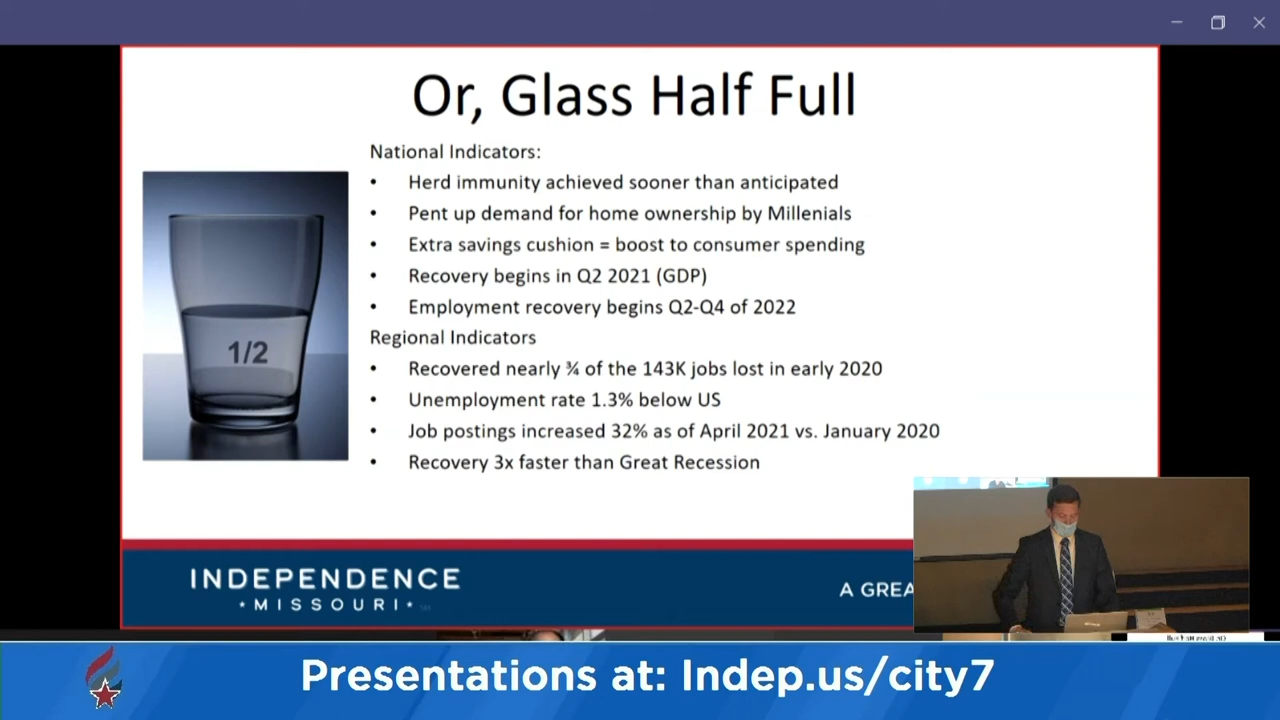 Or, Glass Half Full
National Indicators:
• Herd immunity achieved sooner than anticipated
• Pent up demand for home ownership by Millenials
• Extra savings cushion = boost to consumer spending
• Recovery begins in Q2 2021 (GDP)
• Employment recovery begins Q2-Q4 of 2022
1/2
Regional Indicators
• Recovered nearly ¾ of the 143K jobs lost in early 2020
• Unemployment rate 1.3% below US
• Job postings increased 32% as of April 2021 vs. January 2020
• Recovery 3x faster than Great Recession
INDEPENDENCE
★MISSOURI★
A GREA
Presentations at: Indep.us/city7